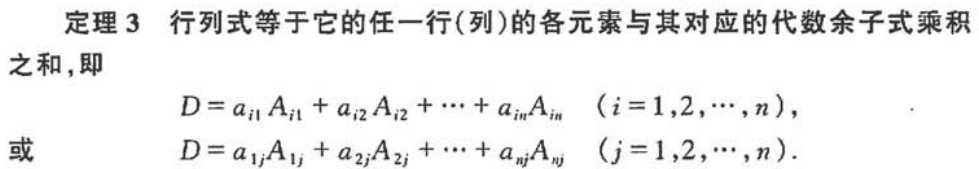 定理 3 行列式等于它的任一行(列)的各元素与其对应的代数余子式乘积
之和,即
D = a_{i1} A_{i1} + a_{i2} A_{i2} + ⋯ + a_{in} A_{in} (i = 1,2,⋯,n),
或 D = a_{1j} A_{1j} + a_{2j} A_{2j} + ⋯ + a_{nj} A_{nj} (j = 1,2,⋯,n).